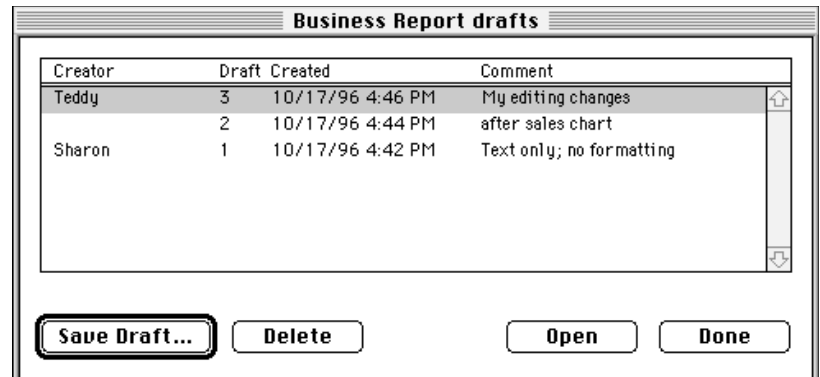 Business Report drafts
Creator Draft Created Comment
Teddy 3 10/17/96 4:46 PM My editing changes
2 10/17/96 4:44 PM after sales chart
Sharon 1 10/17/96 4:42 PM Text only; no formatting
Save Draft... Delete Open Done